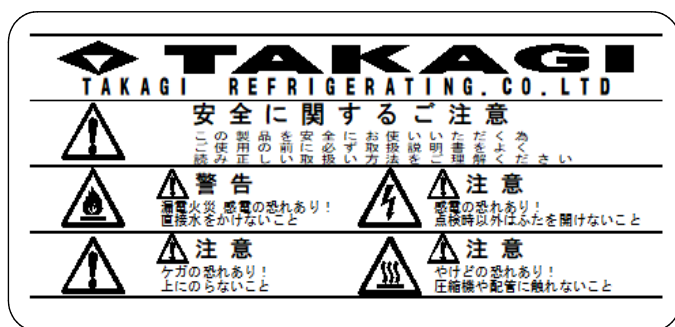 TAKAGI
TAKAGI REFRIGERATING.CO.LTD
安全に関するご注意
この製品を安全にお使いいただく為
ご使用の前に必ず取扱説明書をよく
読み正しい取扱い方法をご理解ください
警告
漏電火災 感電の恐れあり!
直接水をかけないこと
注意
感電の恐れあり!
点検時以外はふたを開けないこと
注意
ケガの恐れあり!
上にのらないこと
注意
やけどの恐れあり!
圧縮機や配管に触れないこと